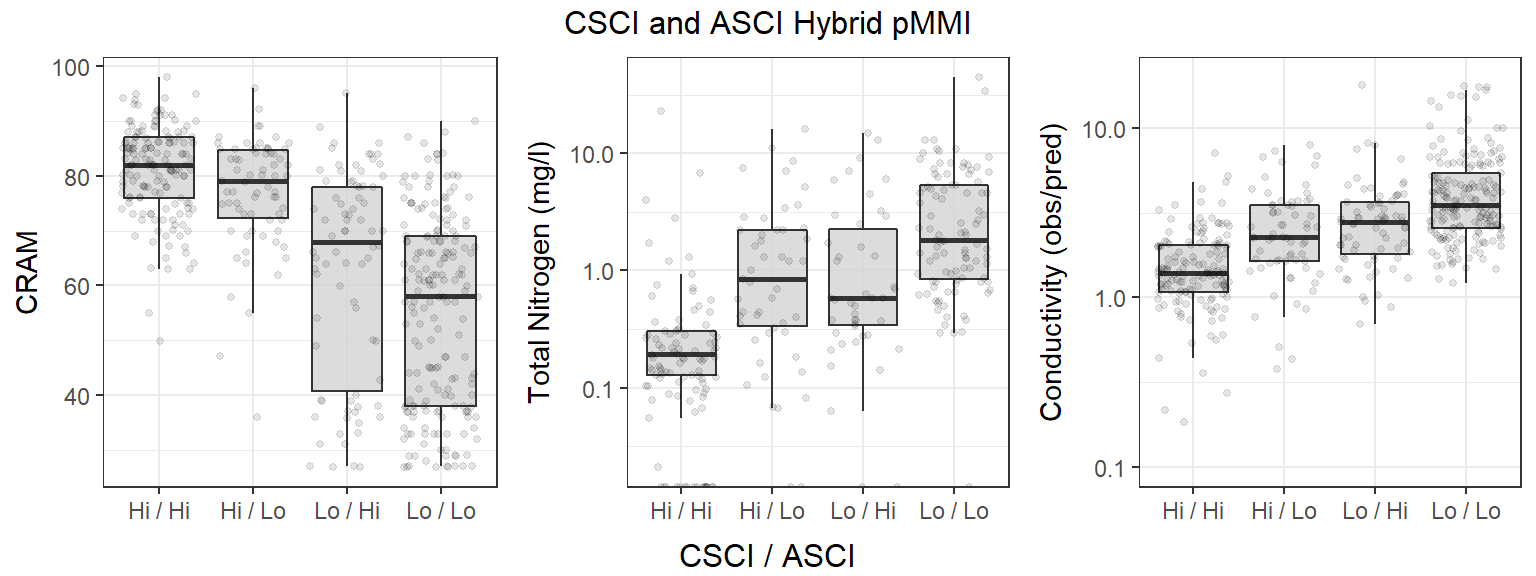 CSCI and ASCI Hybrid pMMI
CRAM
100
80
60
40
Hi / Hi
Hi / Lo
Lo / Hi
Lo / Lo
Total Nitrogen (mg/l)
10.0
1.0
0.1
Hi / Hi
Hi / Lo
Lo / Hi
Lo / Lo
Conductivity (obs/pred)
10.0
1.0
0.1
Hi / Hi
Hi / Lo
Lo / Hi
Lo / Lo
CSCI / ASCI